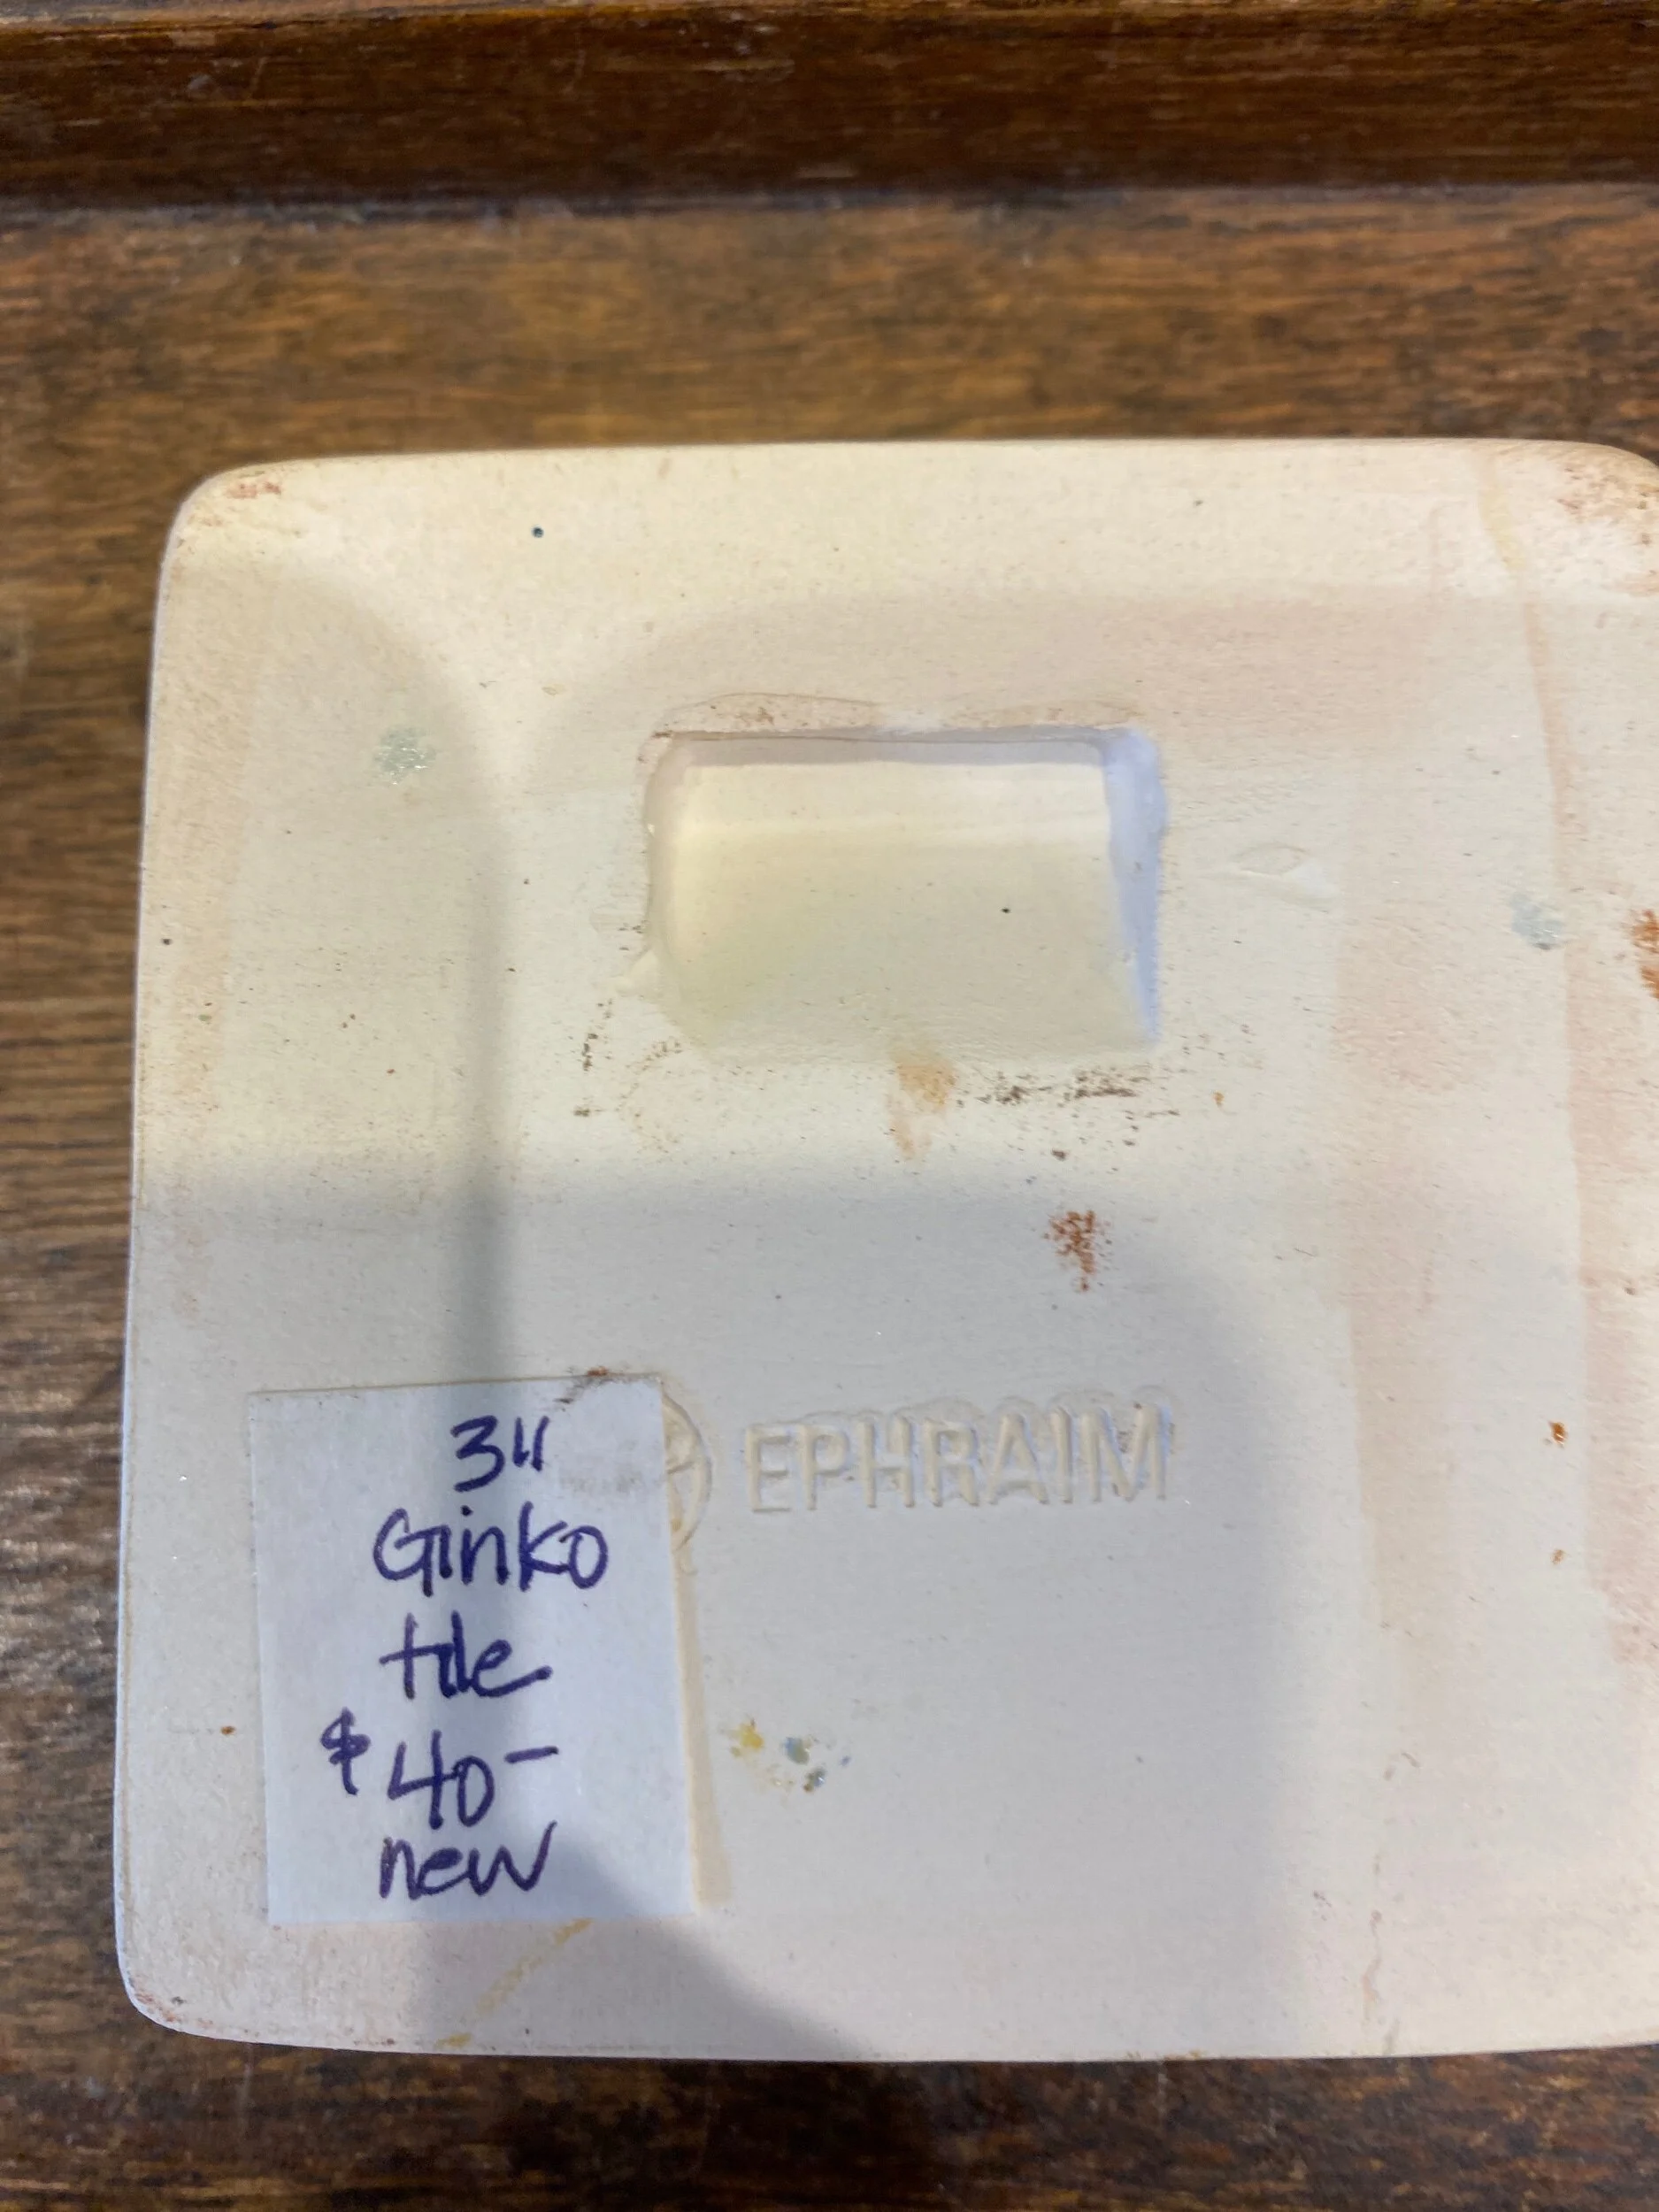 EPHRAIM
3"
Ginko
tile
$40-
new